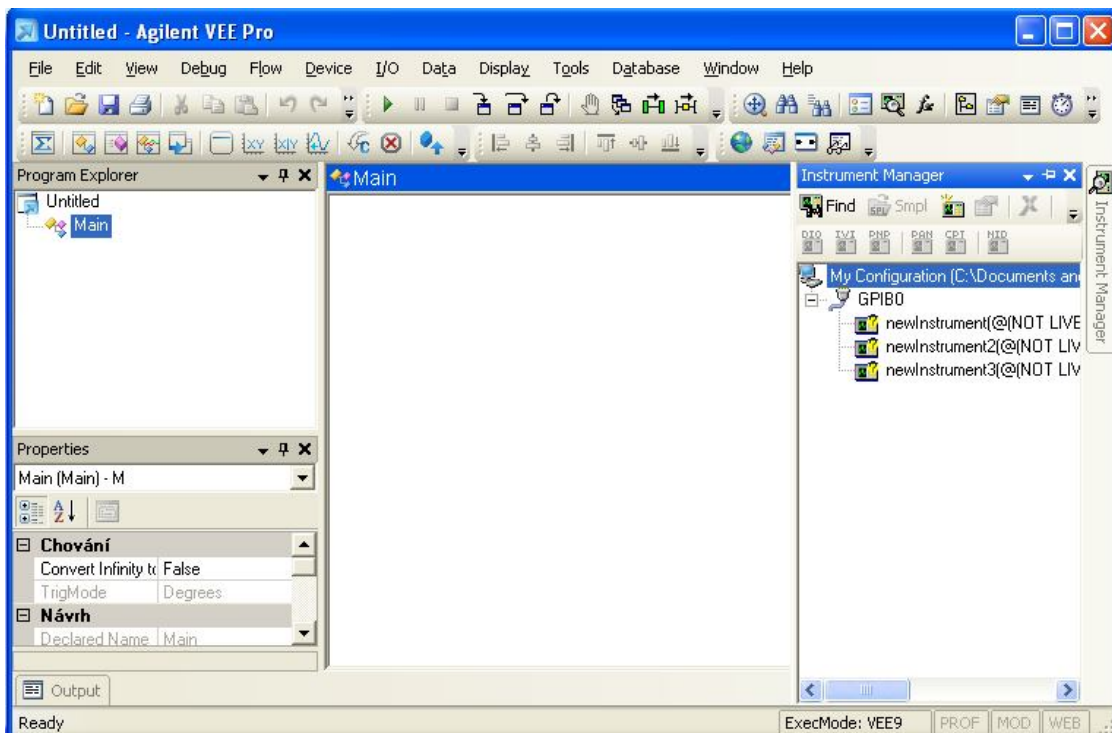 Untitled - Agilent VEE Pro
File Edit View Debug Flow Device I/O Data Display Tools Database Window Help
Program Explorer
Untitled
Main
Properties
Main (Main) - M
Chování
Convert Infinity to False
TrigMode Degrees
Návrh
Declared Name Main
Output
Main
Instrument Manager
Find Smpl
DIO IVI PNP PAN CPI NID
My Configuration (C:\Documents an
GPIB0
newInstrument(@(NOT LIVE
newInstrument2(@(NOT LIV
newInstrument3(@(NOT LIV
Instrument Manager
Ready
ExecMode: VEE9 PROF MOD WEB